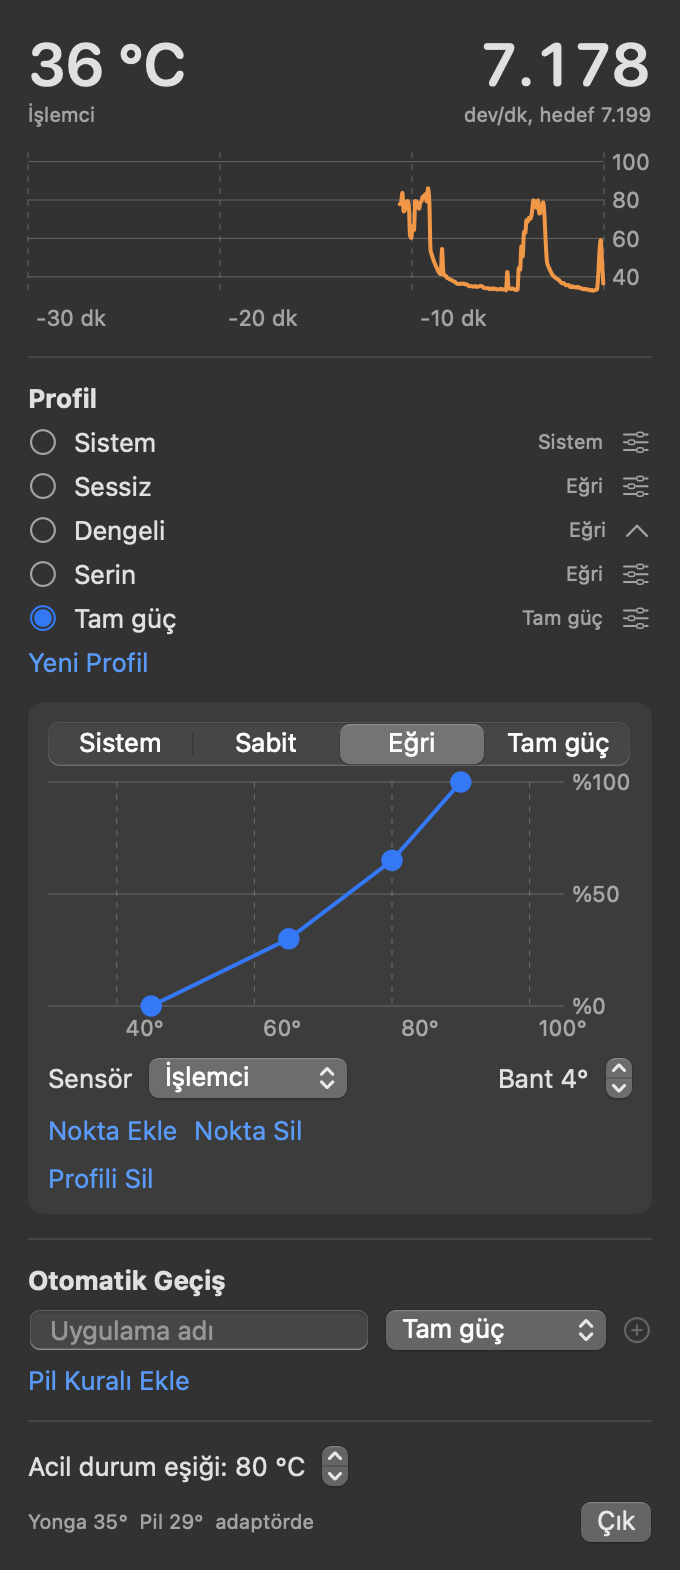 36 °C 7.178
İşlemci dev/dk, hedef 7.199
100
80
60
40
-30 dk -20 dk -10 dk
Profil
Sistem Sistem
Sessiz Eğri
Dengeli Eğri
Serin Eğri
Tam güç Tam güç
Yeni Profil
Sistem Sabit Eğri Tam güç
%100
%50
%0
40° 60° 80° 100°
Sensör İşlemci Bant 4°
Nokta Ekle Nokta Sil
Profili Sil
Otomatik Geçiş
Uygulama adı Tam güç
Pil Kuralı Ekle
Acil durum eşiği: 80 °C
Yonga 35° Pil 29° adaptörde Çık